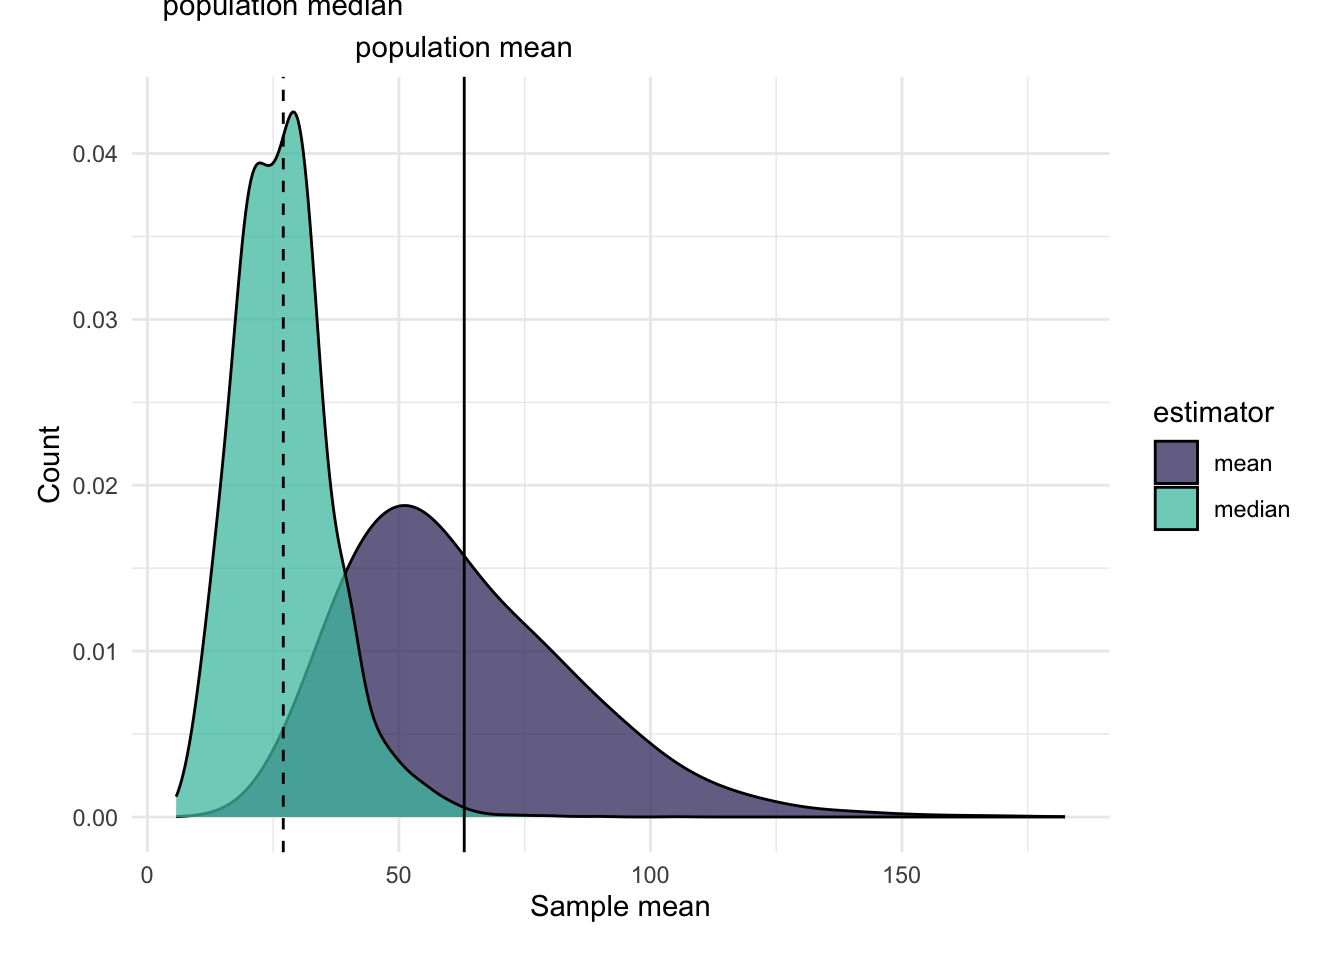 population median
population mean
0.04
0.03
0.02
0.01
0.00
Count
0
50
100
150
Sample mean
estimator
mean
median